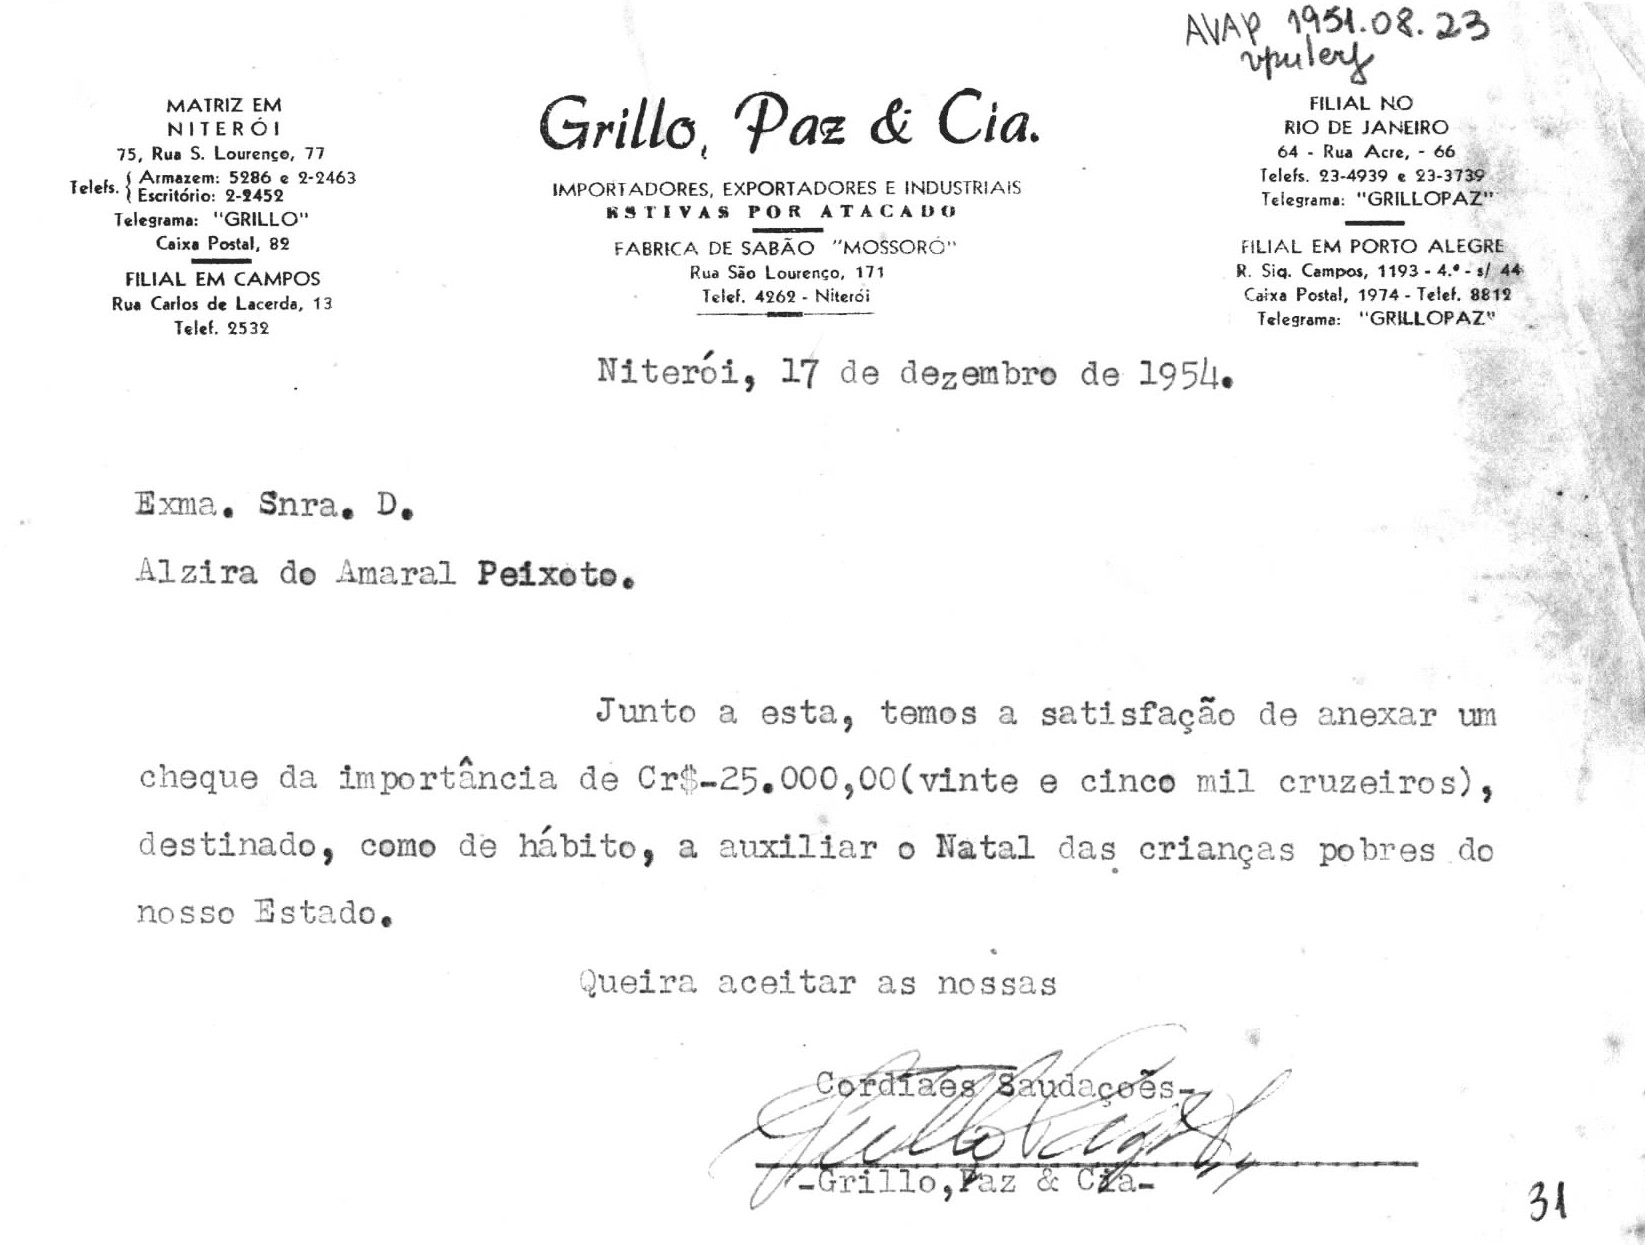 AVAP 1951.08.23
MATRIZ EM
NITERÓI
75, Rua S. Lourenço, 77
Telefs. { Armazem: 5286 e 2-2463
Escritório: 2-2452
Telegrama: "GRILLO"
Caixa Postal, 82
FILIAL EM CAMPOS
Rua Carlos de Lacerda, 13
Telef. 2532
Grillo, Paz & Cia.
IMPORTADORES, EXPORTADORES E INDUSTRIAIS
ESTIVAS POR ATACADO
FABRICA DE SABÃO "MOSSORÓ"
Rua São Lourenço, 171
Telef. 4262 - Niterói
FILIAL NO
RIO DE JANEIRO
64 - Rua Acre, - 66
Telefs. 23-4939 e 23-3739
Telegrama: "GRILLOPAZ"
FILIAL EM PORTO ALEGRE
R. Siq. Campos, 1193 - 4.º - s/ 44
Caixa Postal, 1974 - Telef. 8812
Telegrama: "GRILLOPAZ"
Niterói, 17 de dezembro de 1954.
Exma. Snra. D.
Alzira do Amaral Peixoto.
Junto a esta, temos a satisfação de anexar um
cheque da importância de Cr$-25.000,00(vinte e cinco mil cruzeiros),
destinado, como de hábito, a auxiliar o Natal das crianças pobres do
nosso Estado.
Queira aceitar as nossas
Cordiaes Saudações-
-Grillo,Paz & Cia-
31